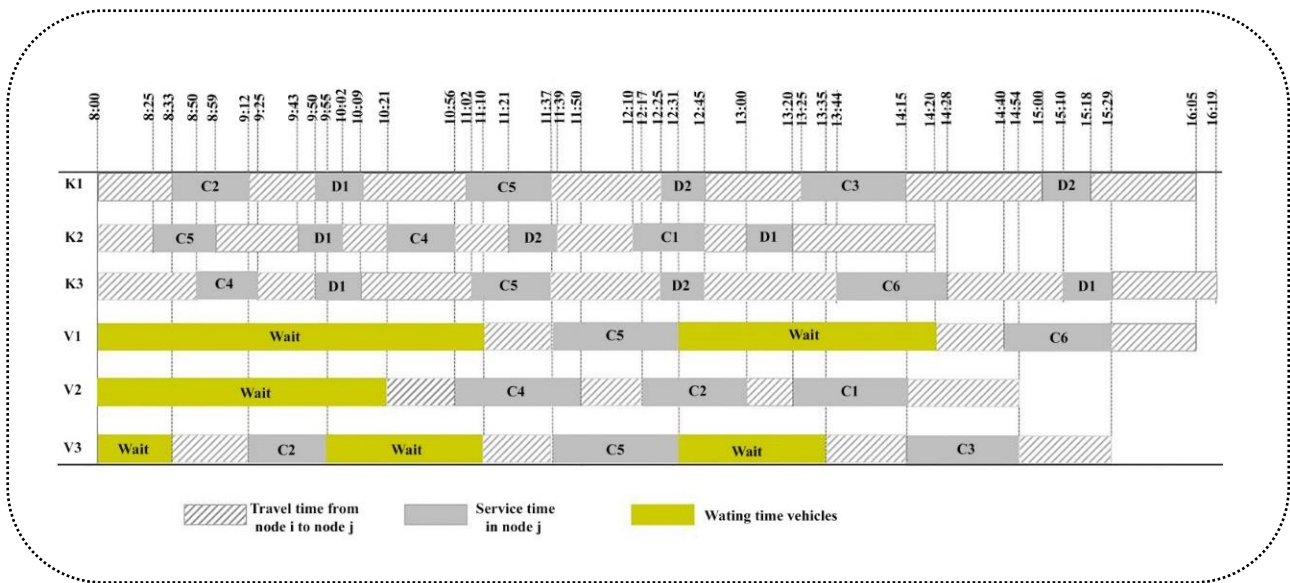 8:00 8:25 8:33 8:50 8:59 9:12 9:25 9:43 9:50 9:55 10:02 10:09 10:21 10:56 11:02 11:10 11:21 11:37 11:39 11:50 12:10 12:17 12:25 12:31 12:45 13:00 13:20 13:25 13:35 13:44 14:15 14:20 14:28 14:40 14:54 15:00 15:10 15:18 15:29 16:05 16:19
K1 C2 D1 C5 D2 C3 D2
K2 C5 D1 C4 D2 C1 D1
K3 C4 D1 C5 D2 C6 D1
V1 Wait C5 Wait C6
V2 Wait C4 C2 C1
V3 Wait C2 Wait C5 Wait C3
Travel time from
node i to node j
Service time
in node j
Wating time vehicles